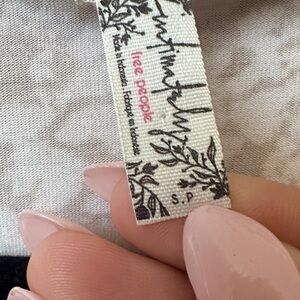 Intimately
free people
Made in Indonesia . Fabriqué en Indonésie
S.P